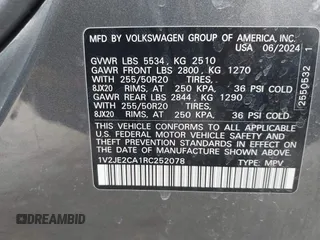 MFD BY VOLKSWAGEN GROUP OF AMERICA, INC.
USA 06/2024
GVWR LBS 5534, KG 2510
GAWR FRONT LBS 2800, KG 1270
WITH 255/50R20 TIRES,
8JX20 RIMS AT 250 KPA, 36 PSI COLD
GAWR REAR LBS 2844, KG 1290
WITH 255/50R20 TIRES,
8JX20 RIMS AT 250 KPA, 36 PSI COLD
THIS VEHICLE CONFORMS TO ALL APPLICABLE
U.S. FEDERAL MOTOR VEHICLE SAFETY AND
THEFT PREVENTION STANDARDS IN EFFECT ON THE
DATE OF MANUFACTURE SHOWN ABOVE.
1V2JE2CA1RC252078 TYPE: MPV
2650532
1
DREAMBID